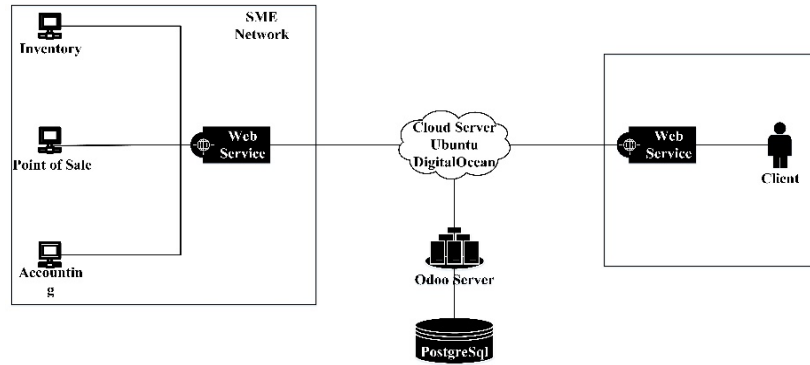 SME
Network
Inventory
Web
Service
Point of Sale
Accountin
g
Cloud Server
Ubuntu
DigitalOcean
Odoo Server
PostgreSql
Web
Service
Client